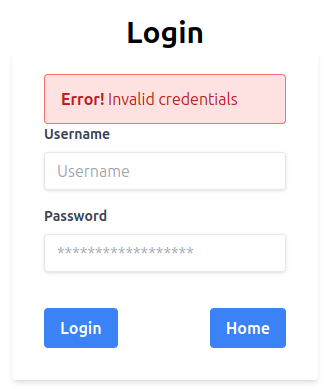 Login
Error! Invalid credentials
Username
Username
Password
******************
Login
Home